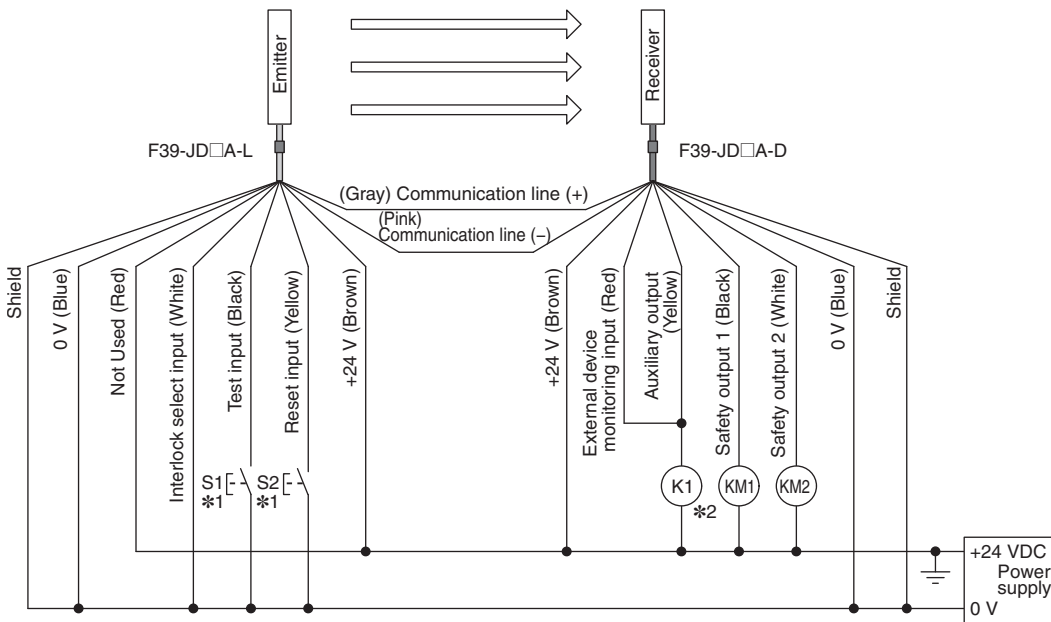 Emitter
Receiver
F39-JD□A-L
F39-JD□A-D
(Gray) Communication line (+)
(Pink)
Communication line (−)
Shield
0 V (Blue)
Not Used (Red)
Interlock select input (White)
Test input (Black)
Reset input (Yellow)
+24 V (Brown)
+24 V (Brown)
External device
monitoring input (Red)
Auxiliary output
(Yellow)
Safety output 1 (Black)
Safety output 2 (White)
0 V (Blue)
Shield
S1
✱1
S2
✱1
K1
✱2
KM1
KM2
+24 VDC
Power
supply
0 V